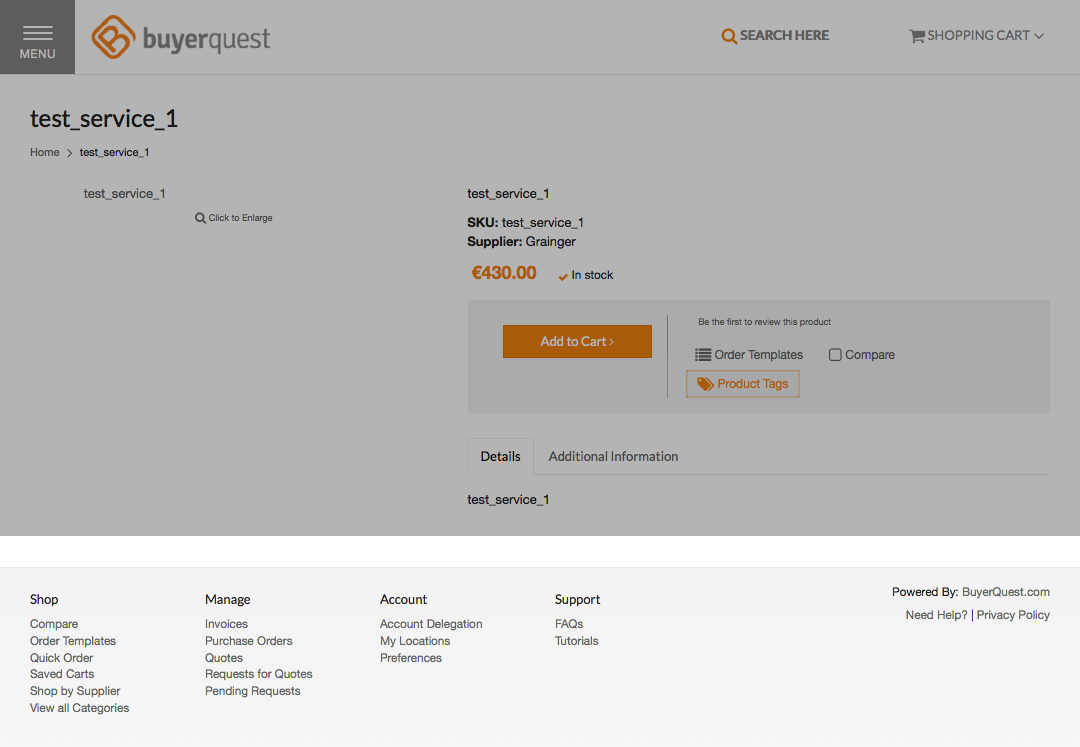 MENU
buyerquest
SEARCH HERE
SHOPPING CART
test_service_1
Home > test_service_1
test_service_1
Click to Enlarge
test_service_1
SKU: test_service_1
Supplier: Grainger
€430.00 In stock
Add to Cart ›
Be the first to review this product
Order Templates Compare
Product Tags
Details Additional Information
test_service_1
Shop
Compare
Order Templates
Quick Order
Saved Carts
Shop by Supplier
View all Categories
Manage
Invoices
Purchase Orders
Quotes
Requests for Quotes
Pending Requests
Account
Account Delegation
My Locations
Preferences
Support
FAQs
Tutorials
Powered By: BuyerQuest.com
Need Help? | Privacy Policy